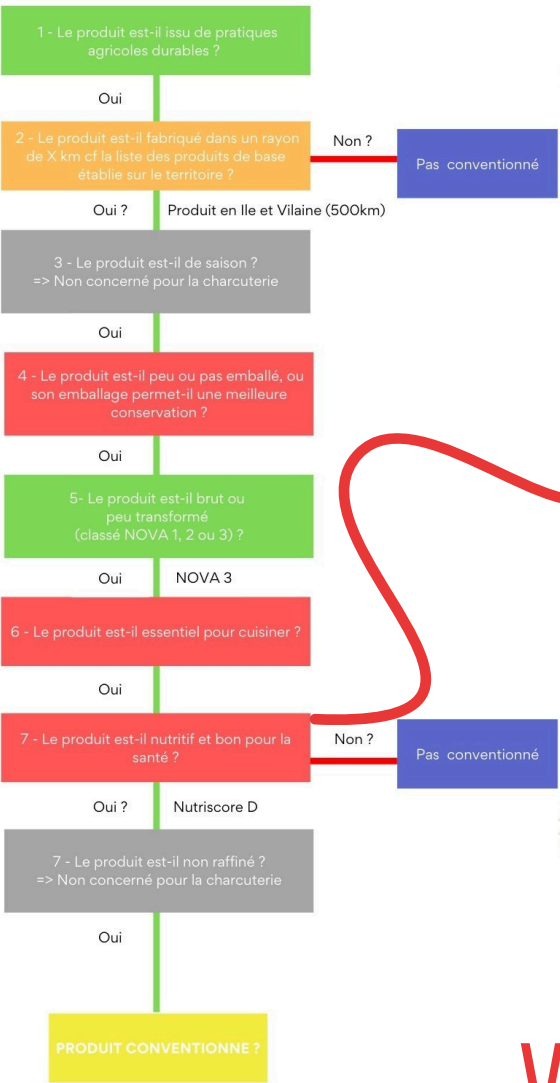 1 - Le produit est-il issu de pratiques
agricoles durables ?
Oui
2 - Le produit est-il fabriqué dans un rayon
de X km cf la liste des produits de base
établie sur le territoire ?
Non ?
Pas conventionné
Oui ?
Produit en Ile et Vilaine (500km)
3 - Le produit est-il de saison ?
=> Non concerné pour la charcuterie
Oui
4 - Le produit est-il peu ou pas emballé, ou
son emballage permet-il une meilleure
conservation ?
Oui
5- Le produit est-il brut ou
peu transformé
(classé NOVA 1, 2 ou 3) ?
Oui
NOVA 3
6 - Le produit est-il essentiel pour cuisiner ?
Oui
7 - Le produit est-il nutritif et bon pour la
santé ?
Non ?
Pas conventionné
Oui ?
Nutriscore D
7 - Le produit est-il non raffiné ?
=> Non concerné pour la charcuterie
Oui
PRODUIT CONVENTIONNE ?